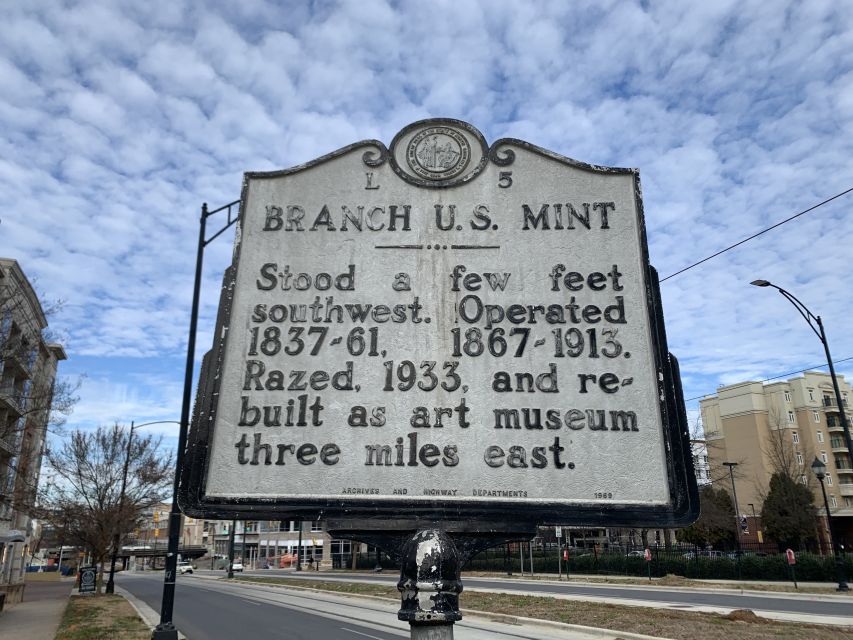 L 5
BRANCH U.S. MINT
Stood a few feet
southwest. Operated
1837-61, 1867-1913.
Razed, 1933, and re-
built as art museum
three miles east.
ARCHIVES AND HIGHWAY DEPARTMENTS 1969